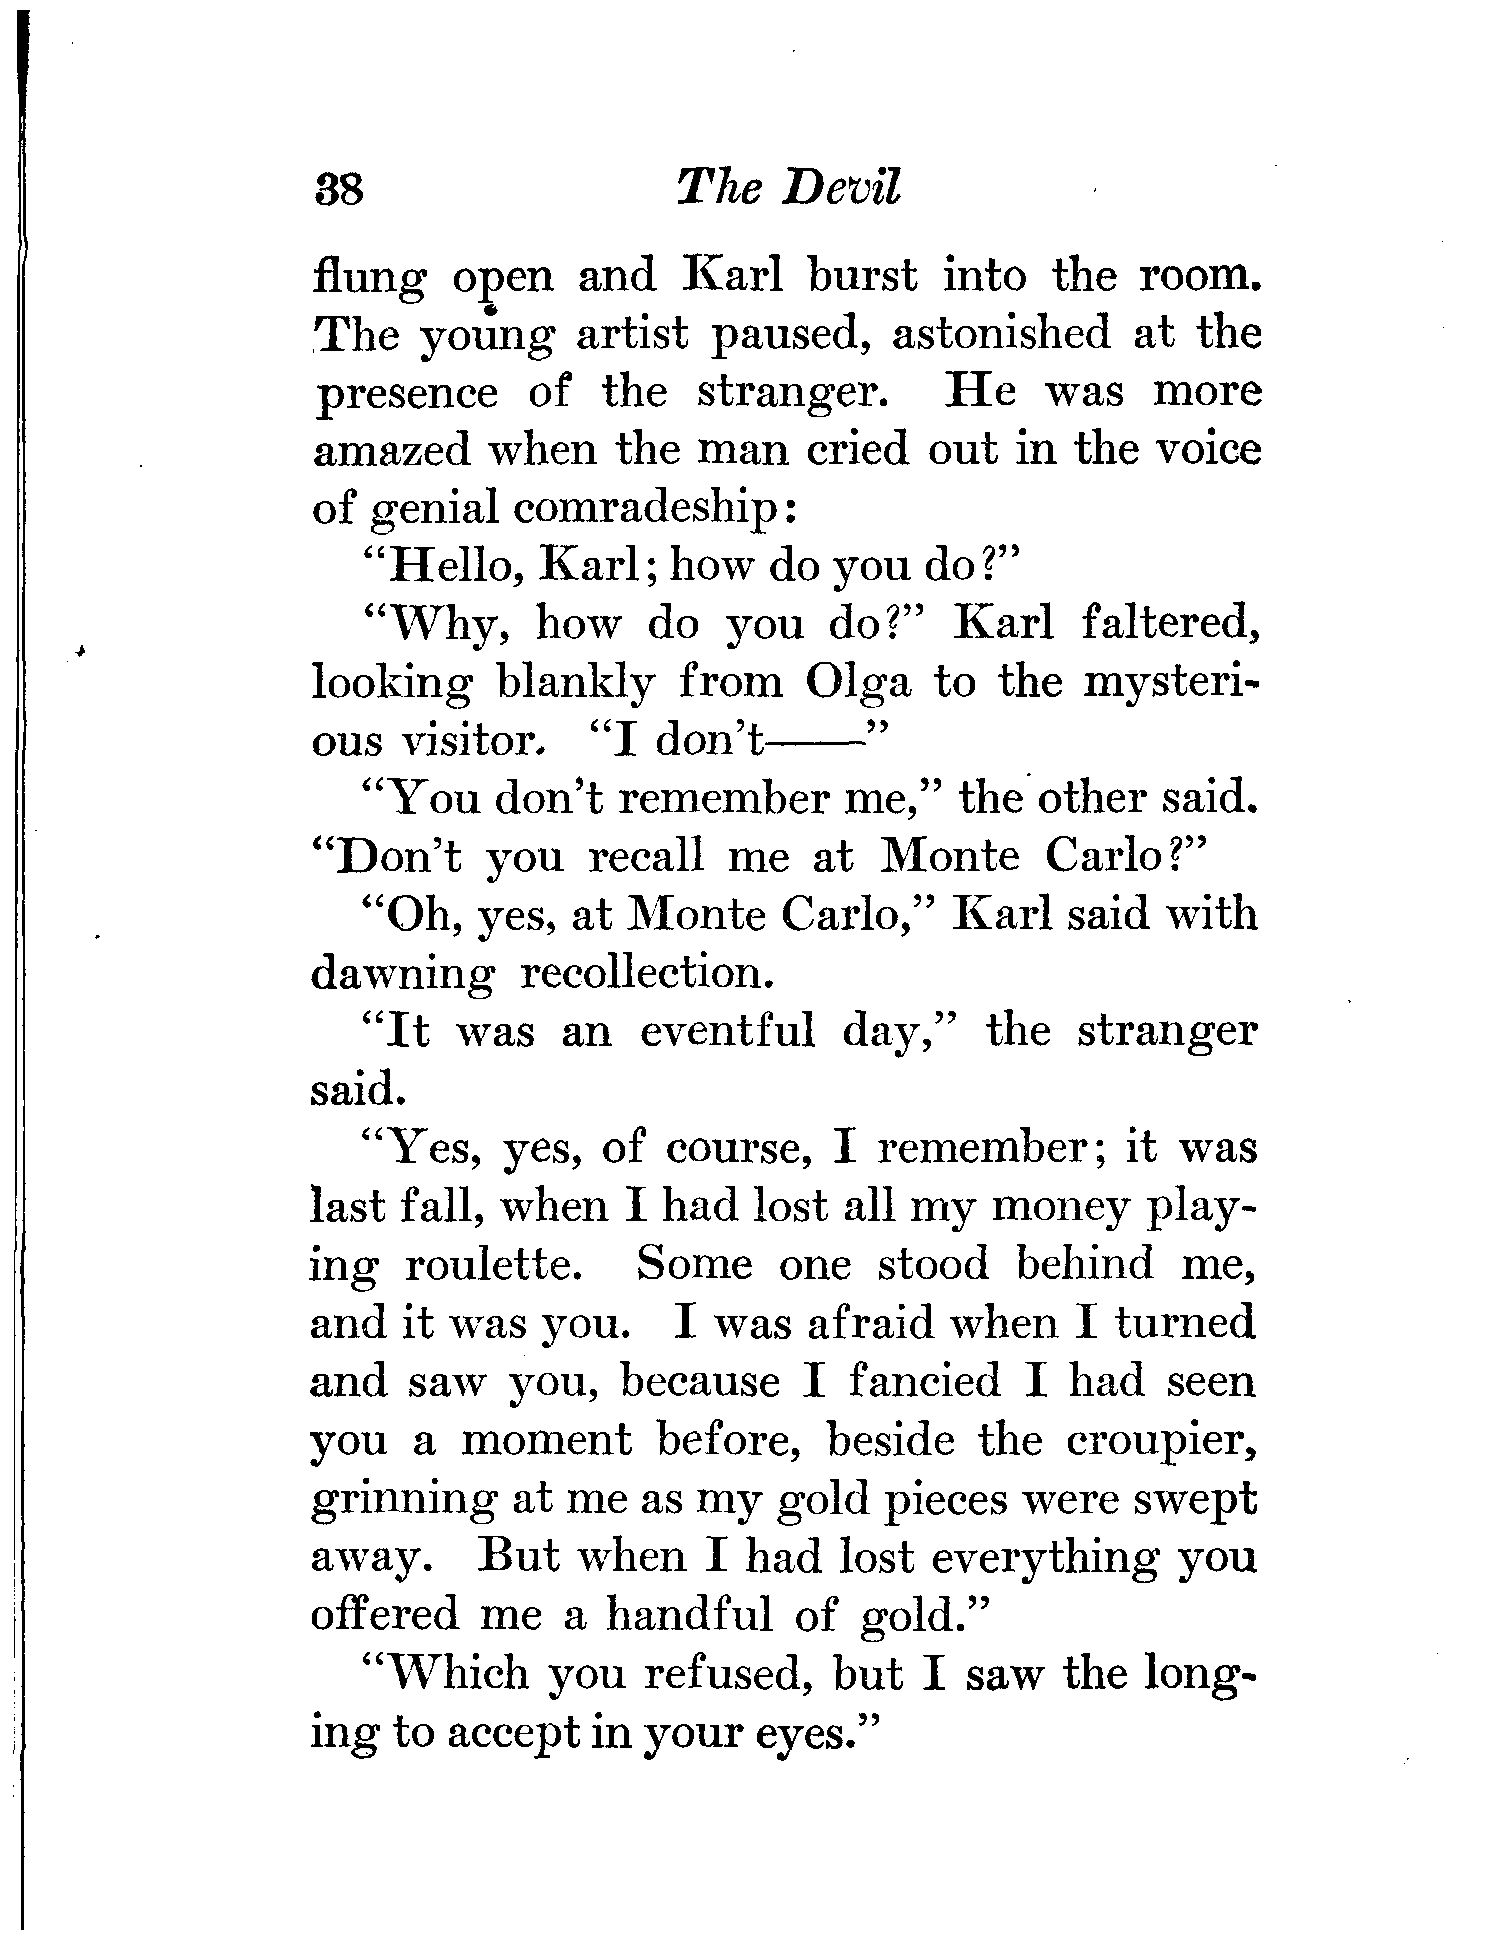 38 The Devil
flung open and Karl burst into the room.
The young artist paused, astonished at the
presence of the stranger. He was more
amazed when the man cried out in the voice
of genial comradeship:
“Hello, Karl; how do you do?”
“Why, how do you do?” Karl faltered,
looking blankly from Olga to the mysteri-
ous visitor. “I don’t——”
“You don’t remember me,” the other said.
“Don’t you recall me at Monte Carlo?”
“Oh, yes, at Monte Carlo,” Karl said with
dawning recollection.
“It was an eventful day,” the stranger
said.
“Yes, yes, of course, I remember; it was
last fall, when I had lost all my money play-
ing roulette. Some one stood behind me,
and it was you. I was afraid when I turned
and saw you, because I fancied I had seen
you a moment before, beside the croupier,
grinning at me as my gold pieces were swept
away. But when I had lost everything you
offered me a handful of gold.”
“Which you refused, but I saw the long-
ing to accept in your eyes.”